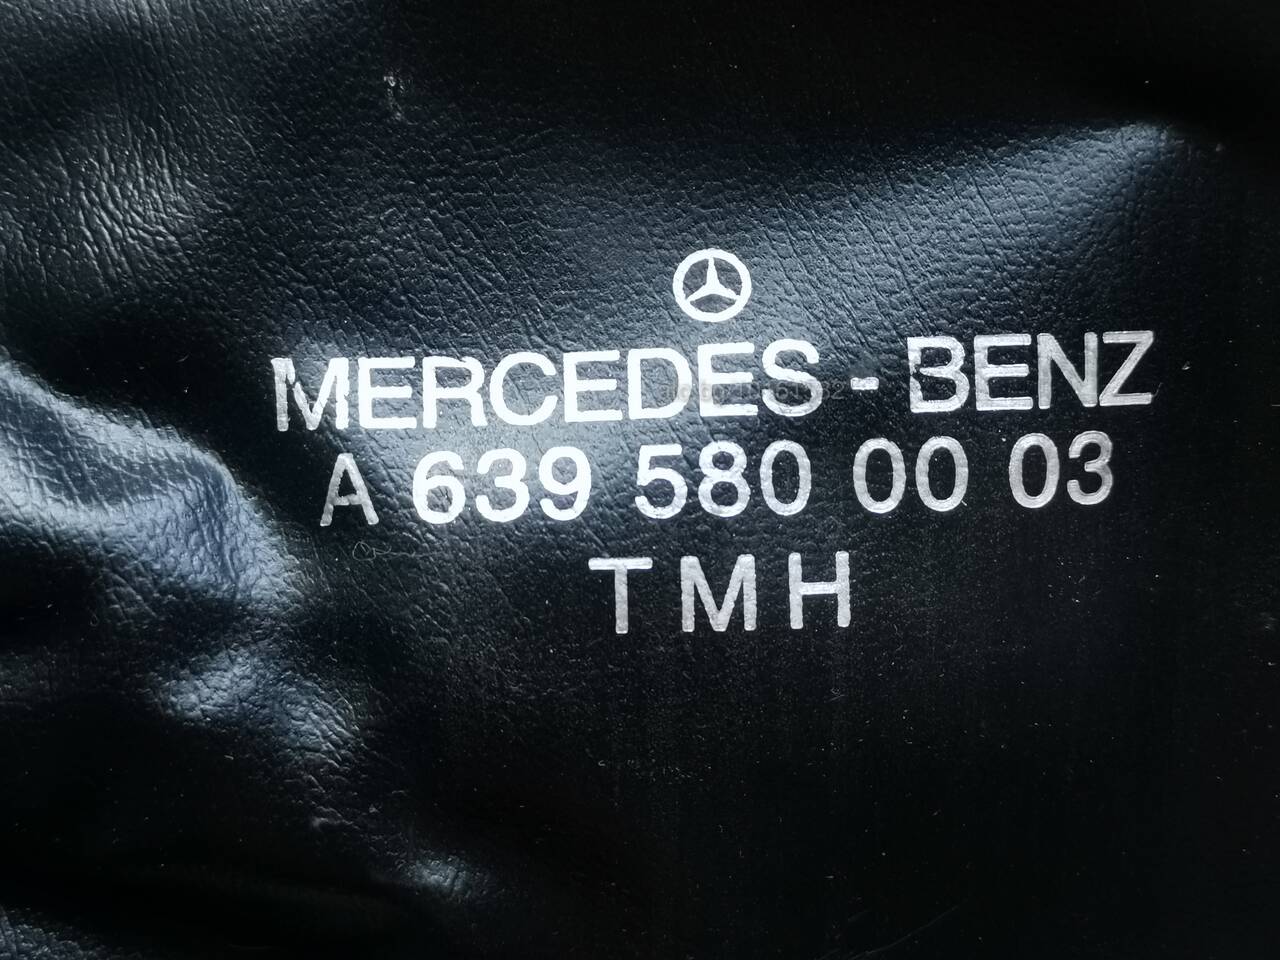 MERCEDES - BENZ
A 639 580 00 03
TMH